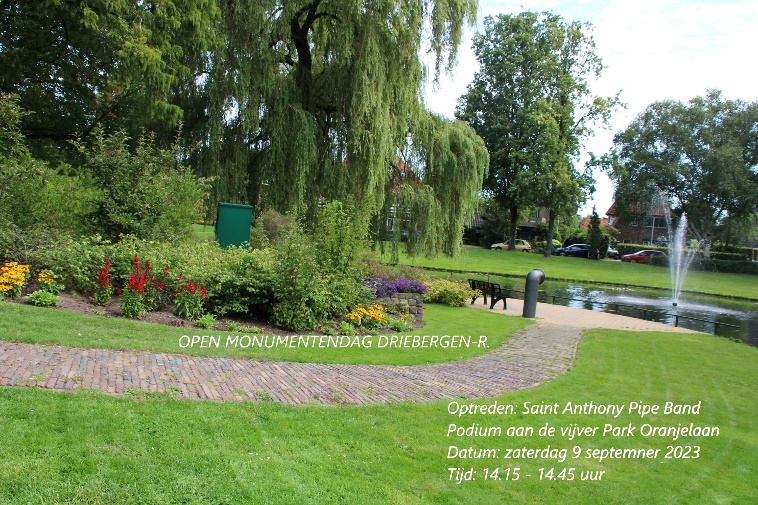 OPEN MONUMENTENDAG DRIEBERGEN-R.
Optreden: Saint Anthony Pipe Band
Podium aan de vijver Park Oranjelaan
Datum: zaterdag 9 septemner 2023
Tijd: 14.15 - 14.45 uur